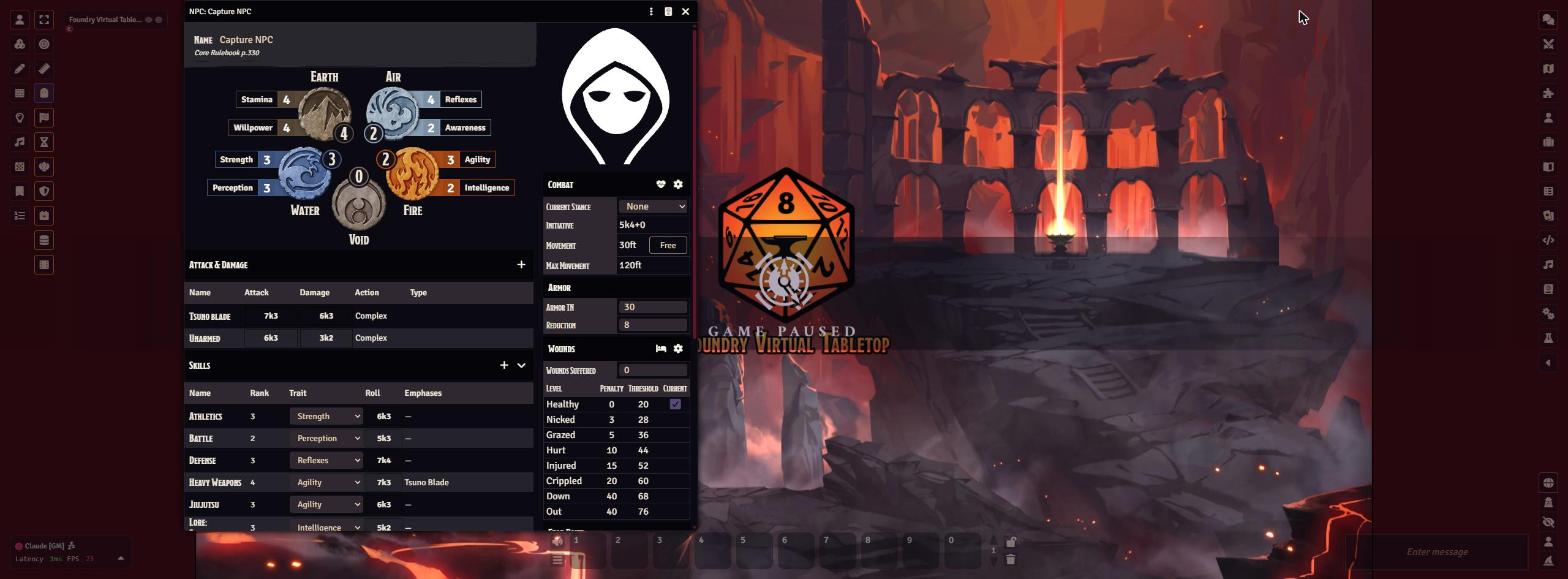 NPC: Capture NPC
Foundry Virtual Table...
Name Capture NPC
Core Rulebook p.330
Earth Air
Stamina 4 4 Reflexes
Willpower 4 4 2 2 Awareness
Strength 3 3 2 3 Agility
Perception 3 0 2 Intelligence
Water Fire
Void
Attack & Damage
Name Attack Damage Action Type
Tsuno blade 7k3 6k3 Complex
Unarmed 6k3 3k2 Complex
Skills
Name Rank Trait Roll Emphases
Athletics 3 Strength 6k3 –
Battle 2 Perception 5k3 –
Defense 3 Reflexes 7k4 –
Heavy Weapons 4 Agility 7k3 Tsuno Blade
Jiujutsu 3 Agility 6k3 –
Lore: 3 Intelligence 5k2 –
Combat
Current Stance None
Initiative 5k4+0
Movement 30ft Free
Max Movement 120ft
Armor
Armor TN 30
Reduction 8
Wounds
Wounds Suffered 0
Level Penalty Threshold Current
Healthy 0 20
Nicked 3 28
Grazed 5 36
Hurt 10 44
Injured 15 52
Crippled 20 60
Down 40 68
Out 40 76
8
GAME PAUSED
oundry Virtual Tabletop
Claude [GM]
Latency 3ms FPS 23
1 2 3 4 5 6 7 8 9 0
1
Enter message